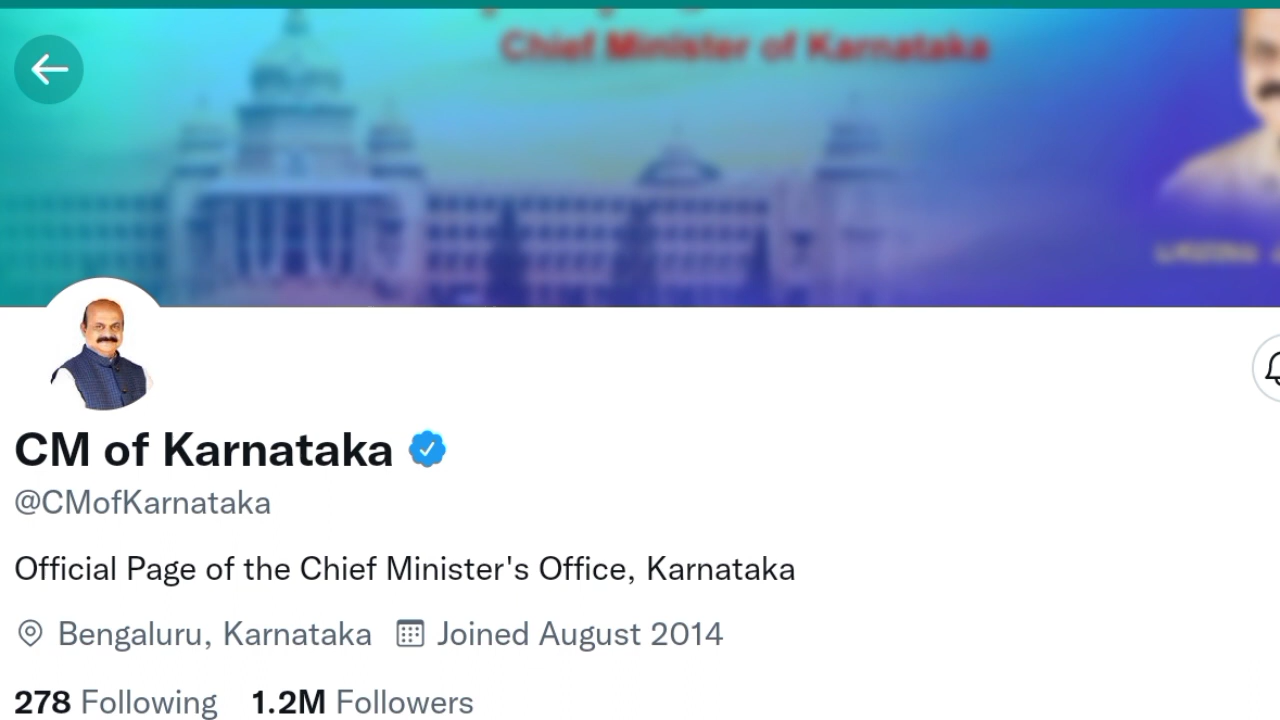 Chief Minister of Karnataka
CM of Karnataka
@CMofKarnataka
Official Page of the Chief Minister's Office, Karnataka
Bengaluru, Karnataka Joined August 2014
278 Following 1.2M Followers